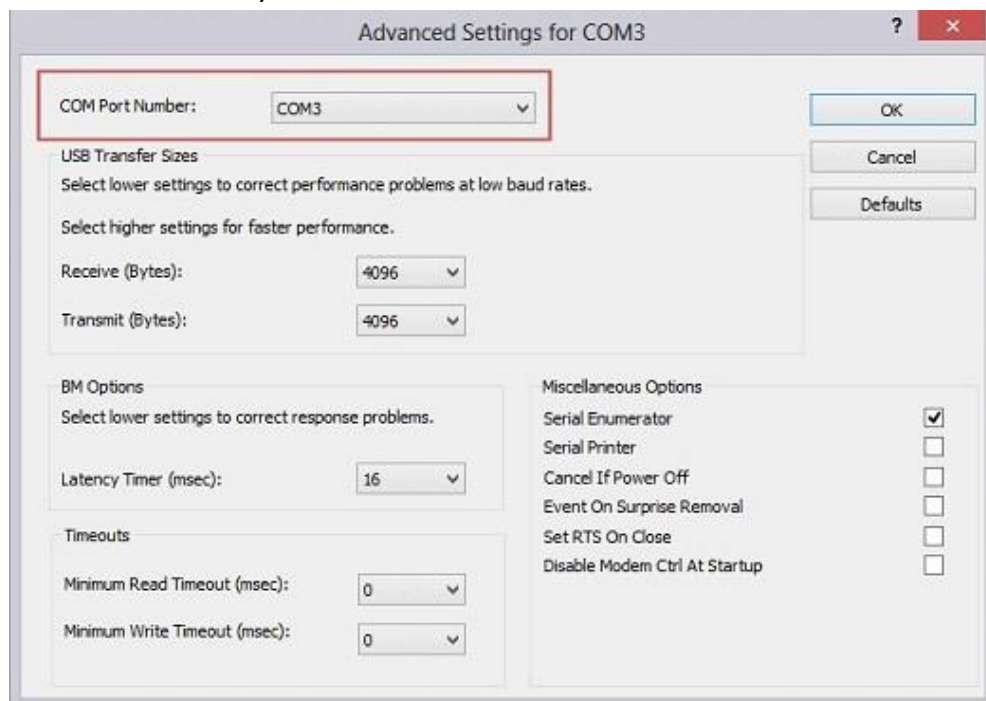 Advanced Settings for COM3
?
COM Port Number:
COM3
OK
USB Transfer Sizes
Cancel
Select lower settings to correct performance problems at low baud rates.
Defaults
Select higher settings for faster performance.
Receive (Bytes):
4096
Transmit (Bytes):
4096
BM Options
Select lower settings to correct response problems.
Latency Timer (msec):
16
Timeouts
Minimum Read Timeout (msec):
0
Minimum Write Timeout (msec):
0
Miscellaneous Options
Serial Enumerator
Serial Printer
Cancel If Power Off
Event On Surprise Removal
Set RTS On Close
Disable Modem Ctrl At Startup